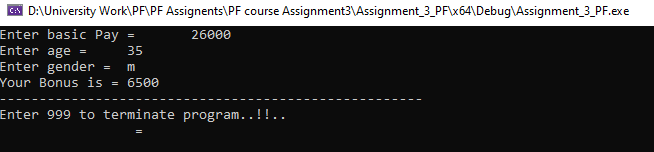 D:\University Work\PF\PF Assignents\PF course Assignment3\Assignment_3_PF\x64\Debug\Assignment_3_PF.exe
Enter basic Pay = 26000
Enter age = 35
Enter gender = m
Your Bonus is = 6500
------------------------------------------------------
Enter 999 to terminate program..!!..
=